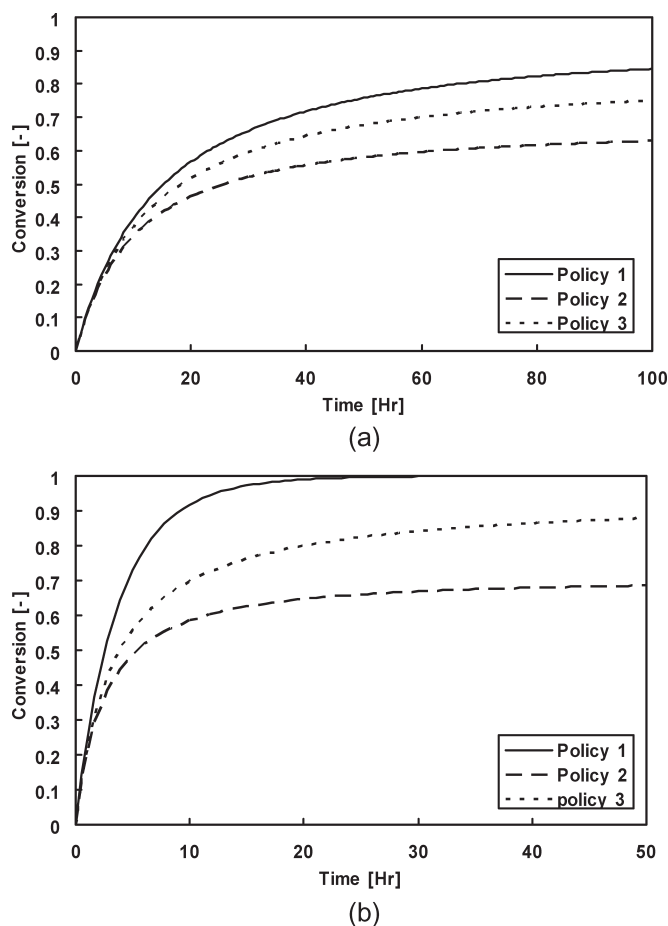 1
0.9
0.8
0.7
0.6
0.5
0.4
0.3
0.2
0.1
0
Conversion [-]
Policy 1
Policy 2
Policy 3
0 20 40 60 80 100
Time [Hr]
(a)
1
0.9
0.8
0.7
0.6
0.5
0.4
0.3
0.2
0.1
0
Conversion [-]
Policy 1
Policy 2
policy 3
0 10 20 30 40 50
Time [Hr]
(b)